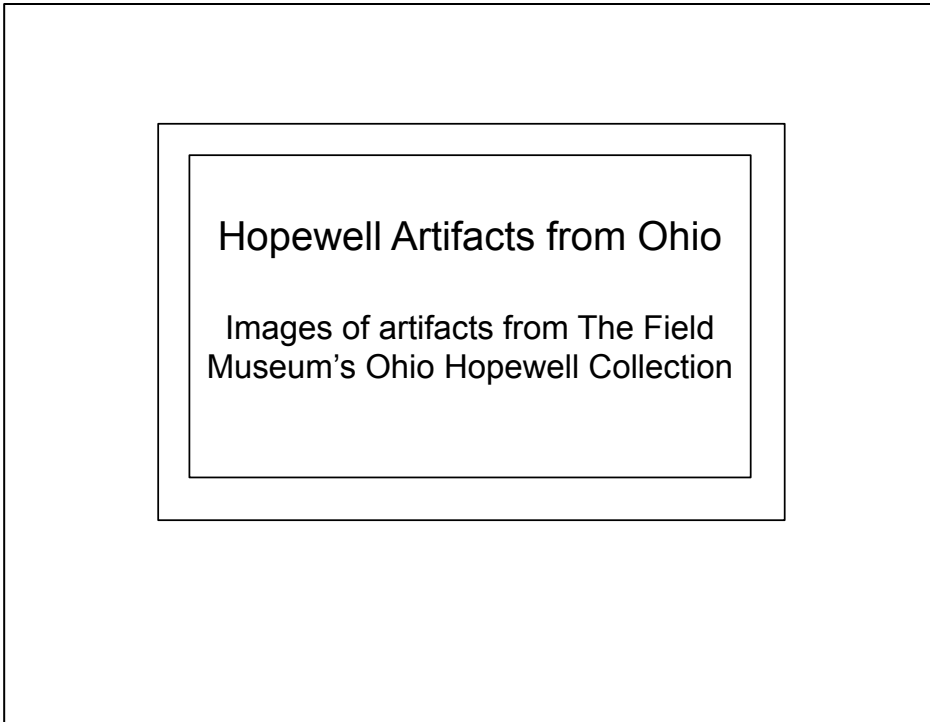 Hopewell Artifacts from Ohio
Images of artifacts from The Field
Museum’s Ohio Hopewell Collection